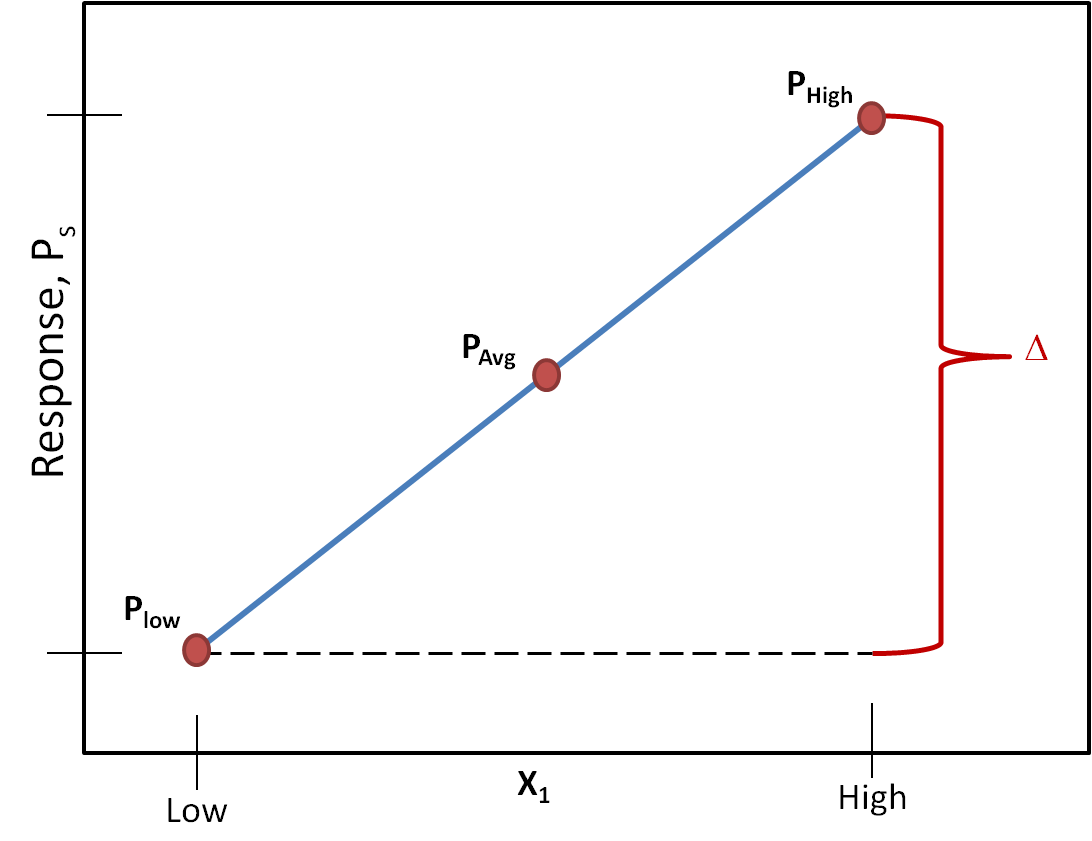 P_High
Response, P_s
P_Avg
Δ
P_low
X_1
Low
High